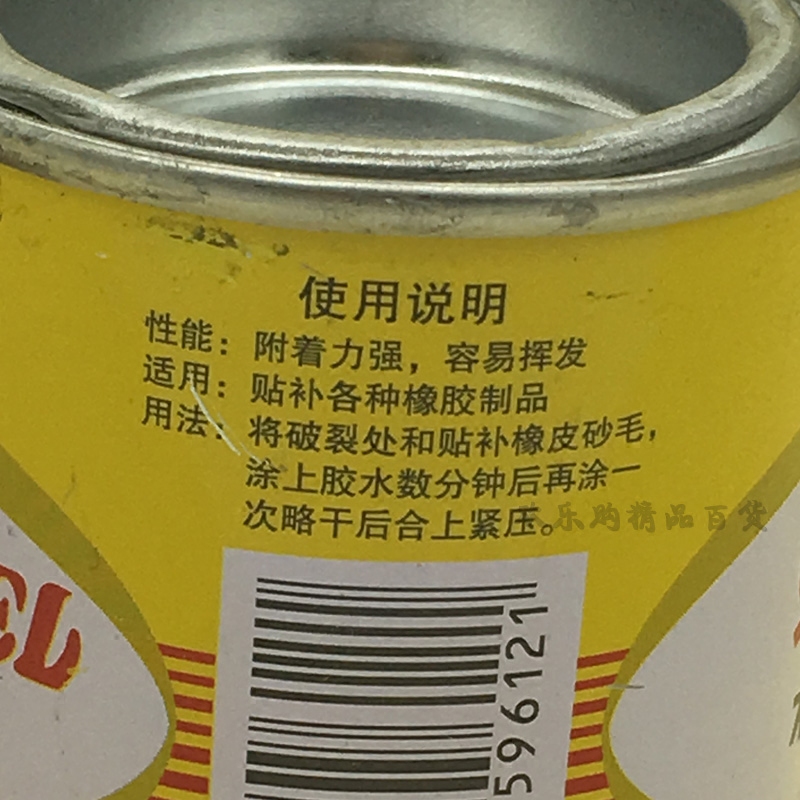 使用说明
性能：附着力强，容易挥发
适用：贴补各种橡胶制品
用法：将破裂处和贴补橡皮砂毛，
涂上胶水数分钟后再涂一
次略干后合上紧压。
乐购精品百货
EL
596121